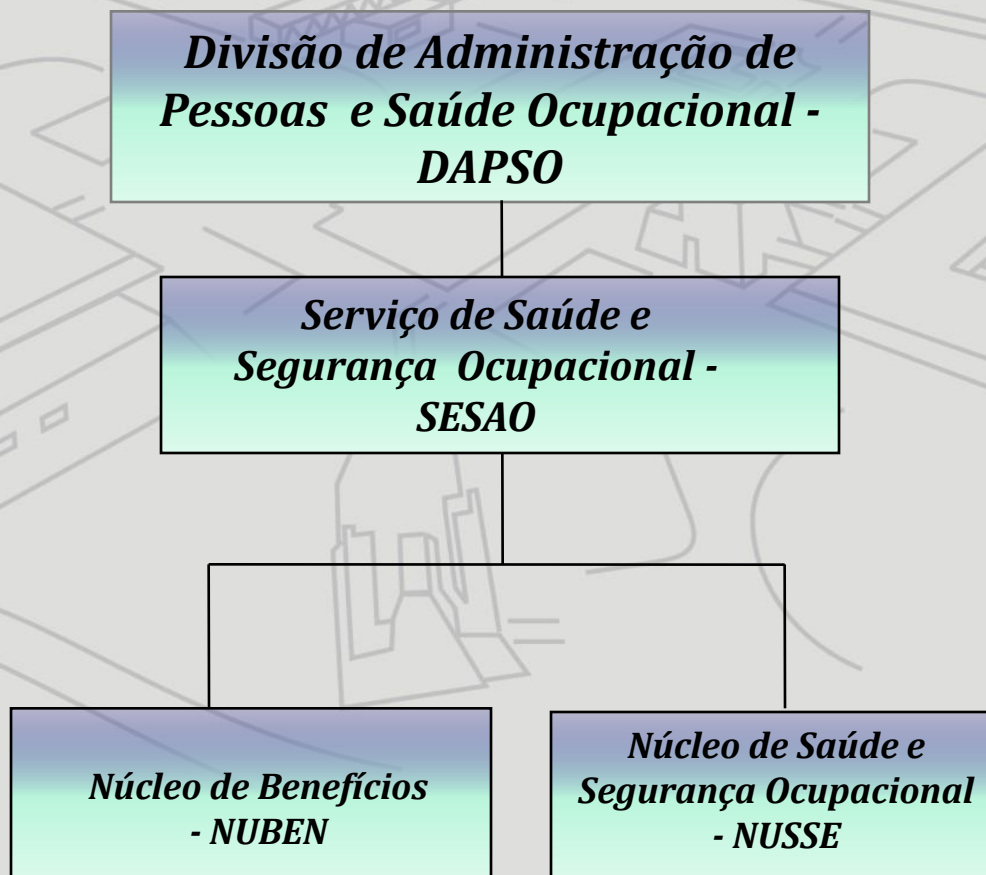 Divisão de Administração de
Pessoas e Saúde Ocupacional -
DAPSO
Serviço de Saúde e
Segurança Ocupacional -
SESAO
Núcleo de Benefícios
- NUBEN
Núcleo de Saúde e
Segurança Ocupacional
- NUSSE